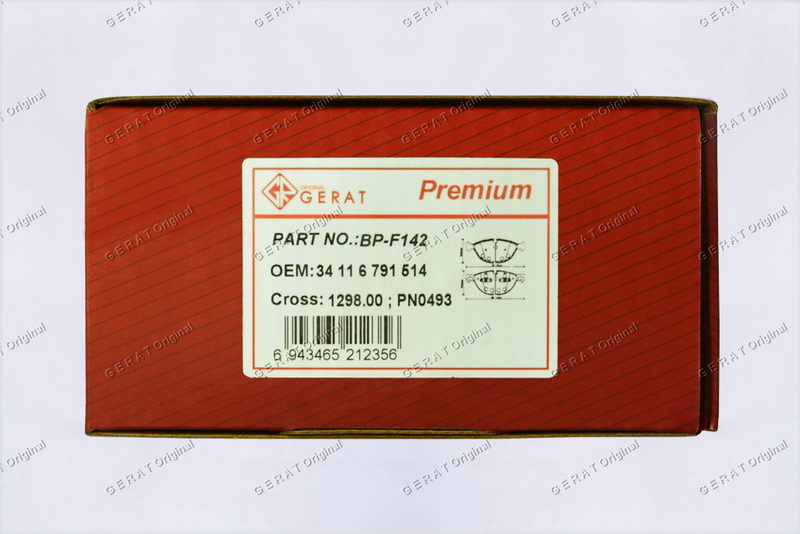 ORIGINAL
GERAT Premium
PART NO.:BP-F142
OEM:34 11 6 791 514
Cross: 1298.00 ; PN0493
6 943465 212356
GERAT Original